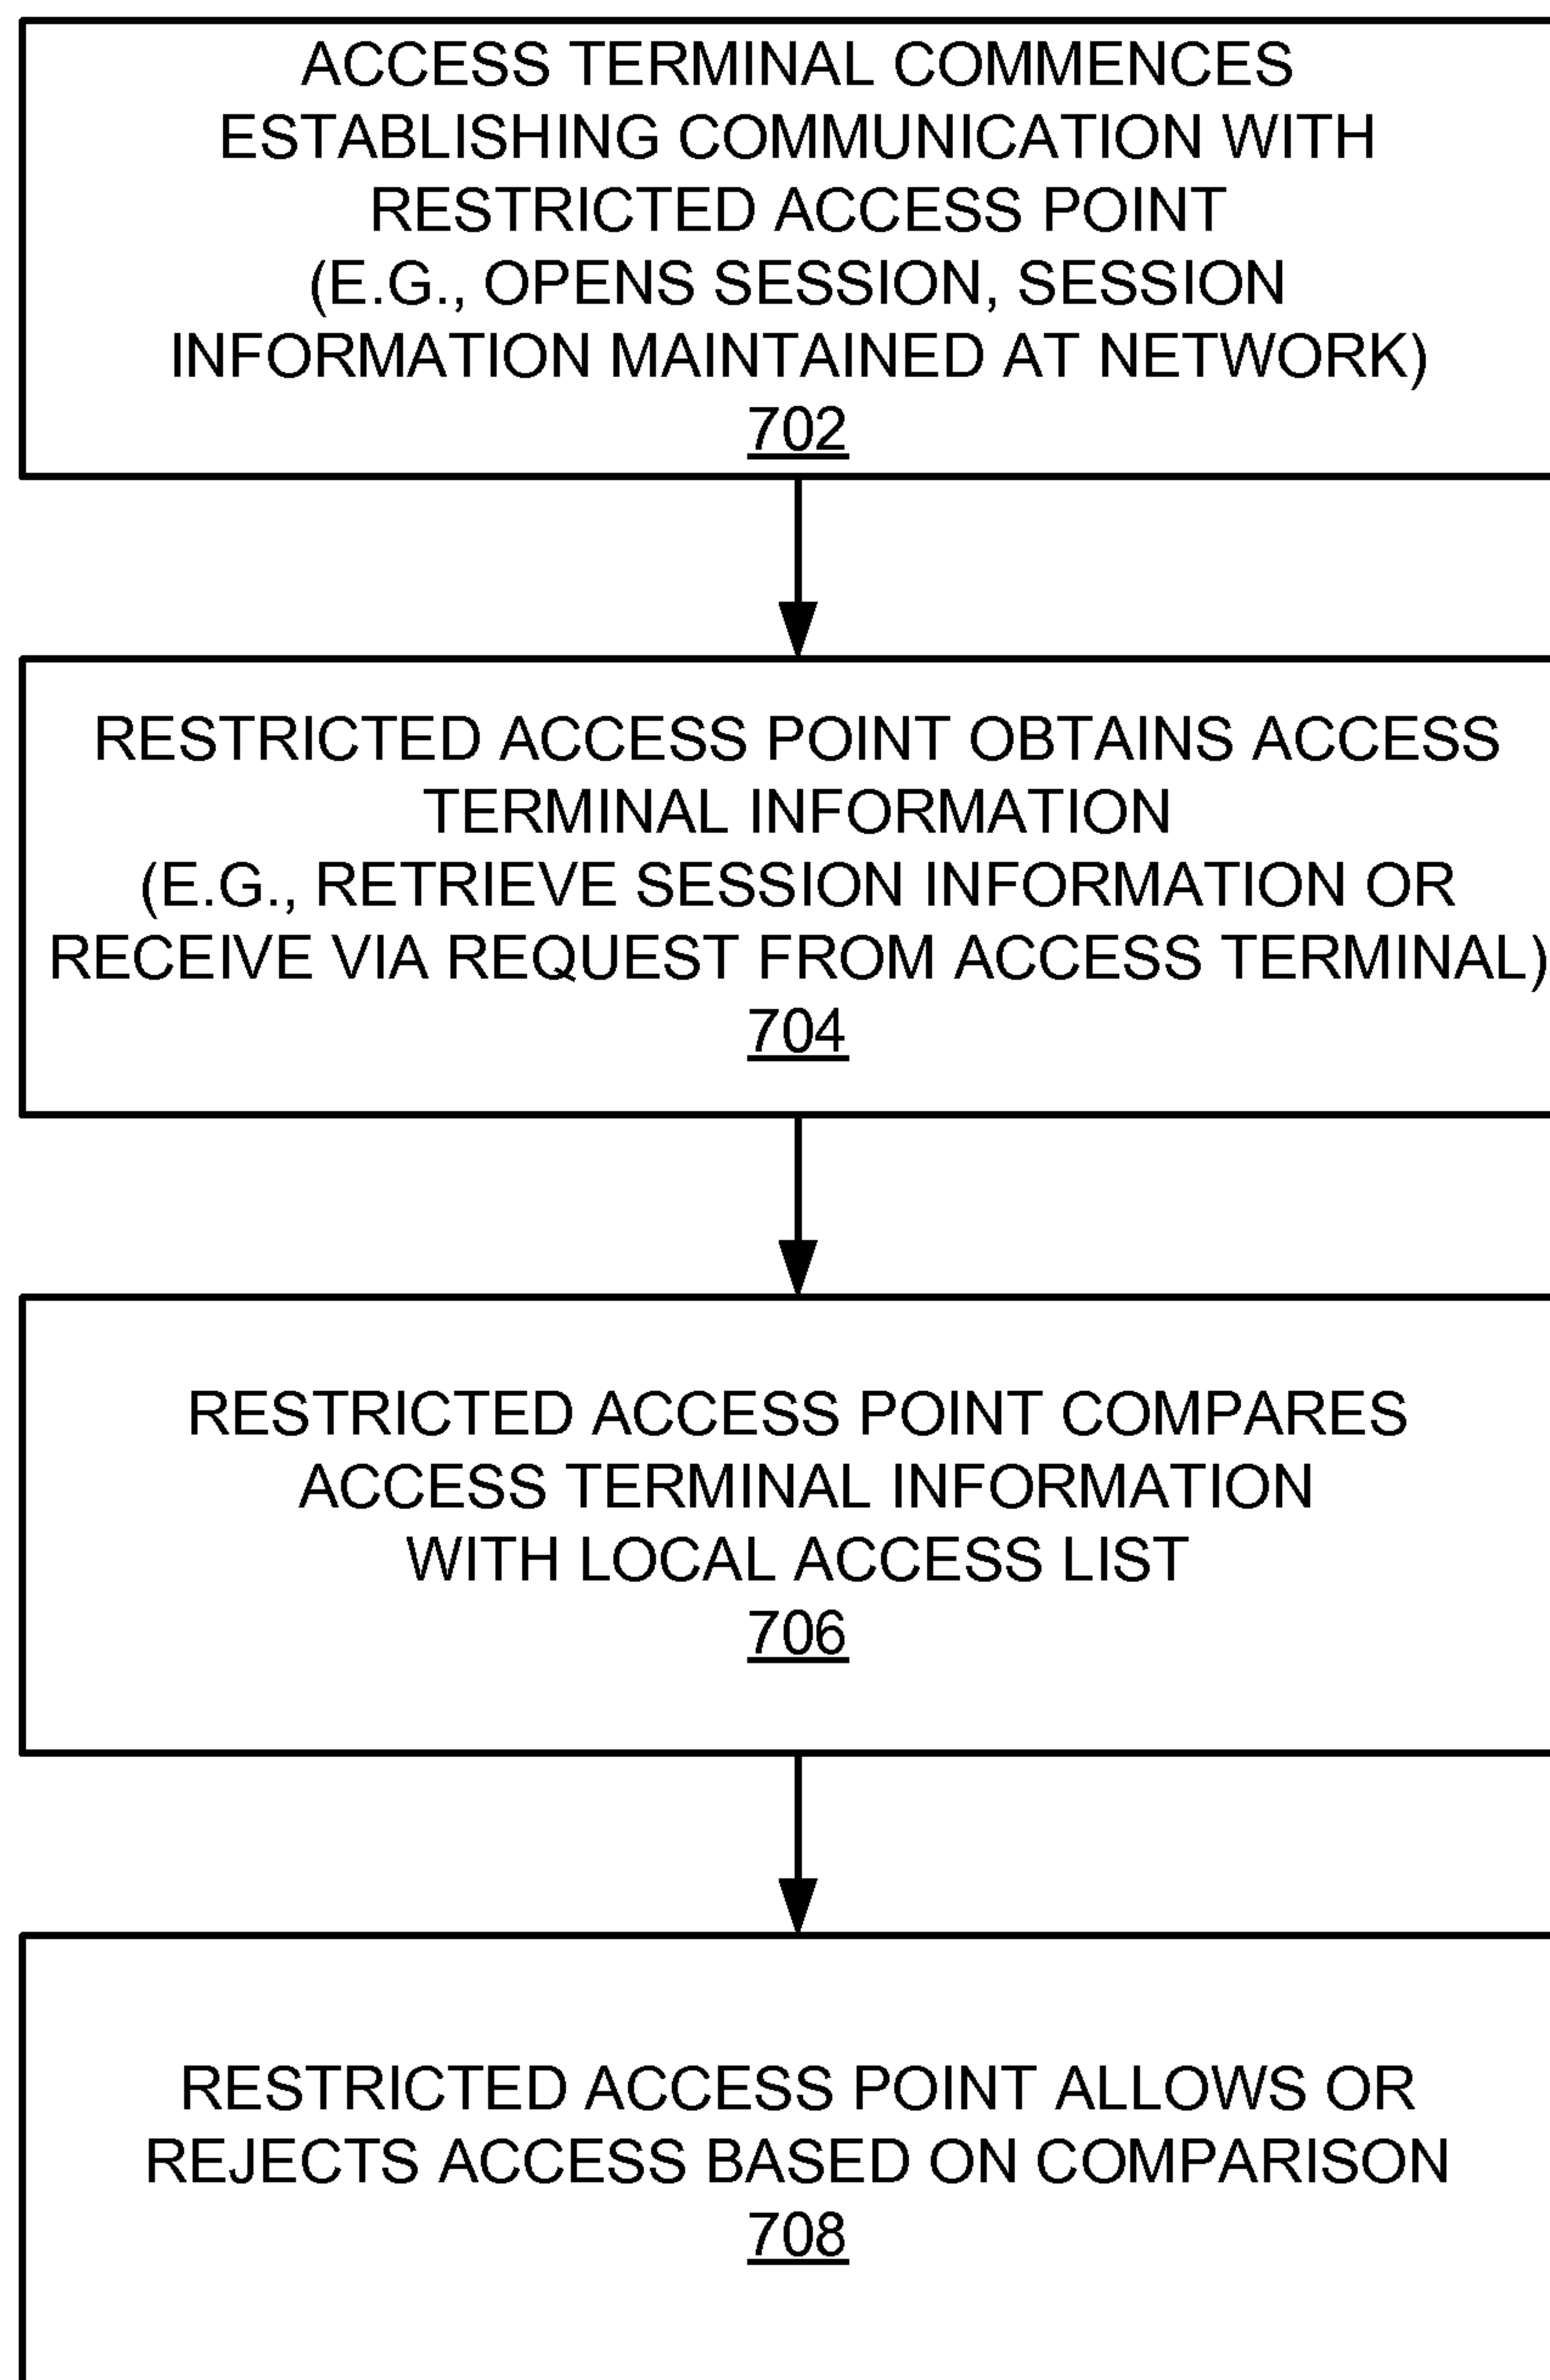 ACCESS TERMINAL COMMENCES
ESTABLISHING COMMUNICATION WITH
RESTRICTED ACCESS POINT
(E.G., OPENS SESSION, SESSION
INFORMATION MAINTAINED AT NETWORK)
702
RESTRICTED ACCESS POINT OBTAINS ACCESS
TERMINAL INFORMATION
(E.G., RETRIEVE SESSION INFORMATION OR
RECEIVE VIA REQUEST FROM ACCESS TERMINAL)
704
RESTRICTED ACCESS POINT COMPARES
ACCESS TERMINAL INFORMATION
WITH LOCAL ACCESS LIST
706
RESTRICTED ACCESS POINT ALLOWS OR
REJECTS ACCESS BASED ON COMPARISON
708